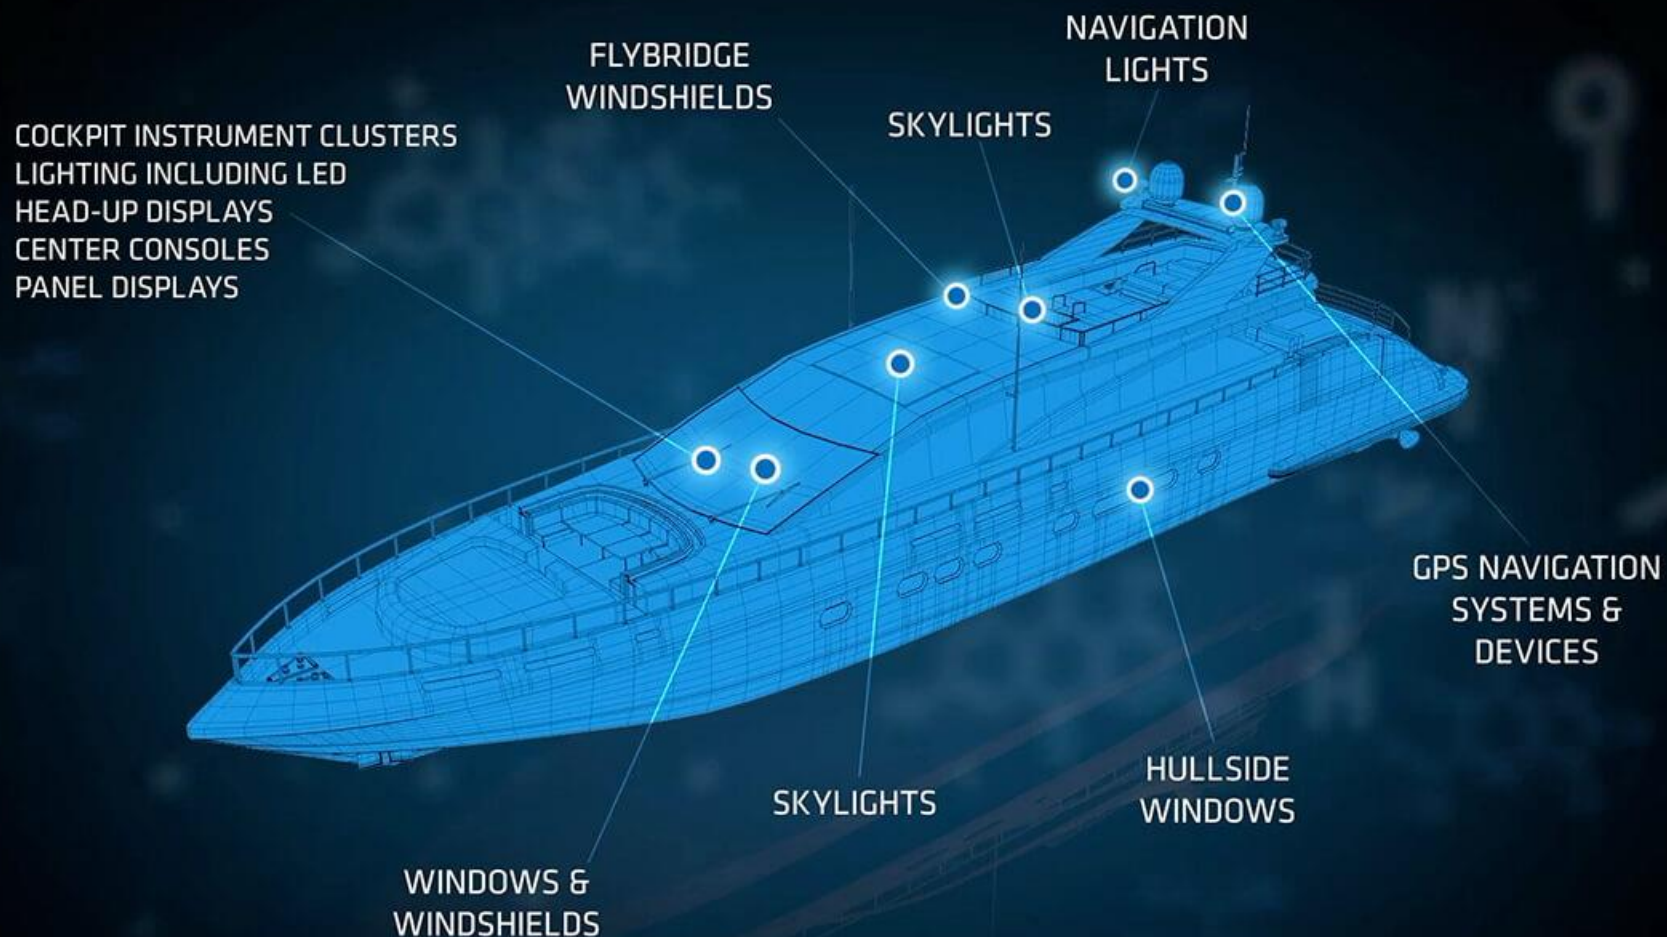 NAVIGATION
LIGHTS
FLYBRIDGE
WINDSHIELDS
SKYLIGHTS
COCKPIT INSTRUMENT CLUSTERS
LIGHTING INCLUDING LED
HEAD-UP DISPLAYS
CENTER CONSOLES
PANEL DISPLAYS
GPS NAVIGATION
SYSTEMS &
DEVICES
HULLSIDE
WINDOWS
SKYLIGHTS
WINDOWS &
WINDSHIELDS